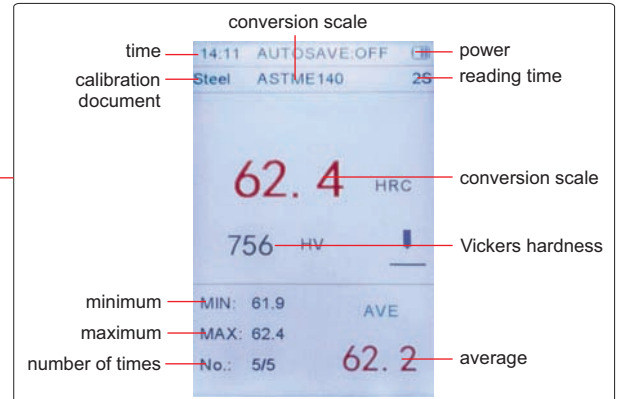 conversion scale
time 14:11 AUTOSAVE:OFF power
calibration document Steel ASTME140 2S reading time
62.4 HRC conversion scale
756 HV Vickers hardness
minimum MIN: 61.9 AVE
maximum MAX: 62.4
number of times No.: 5/5 62.2 average